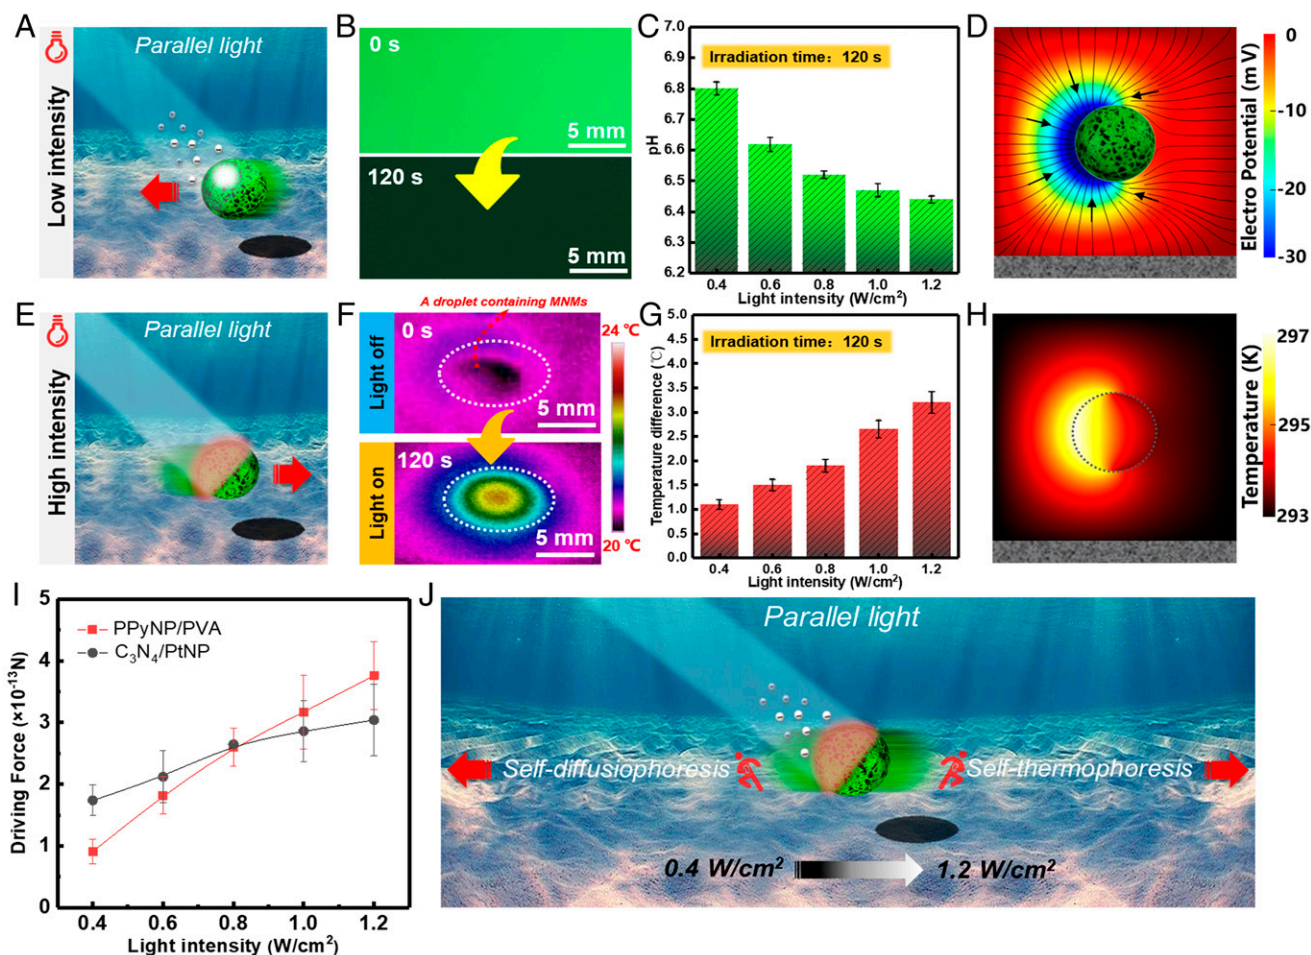 A
Low intensity
Parallel light
B
0 s
5 mm
120 s
5 mm
C
pH
7.0
6.9
6.8
6.7
6.6
6.5
6.4
6.3
6.2
Irradiation time: 120 s
0.4 0.6 0.8 1.0 1.2
Light intensity (W/cm²)
D
0
-10
-20
-30
Electro Potential (m V)
E
High intensity
Parallel light
F
A droplet containing MNMs
Light off
0 s
5 mm
Light on
120 s
5 mm
24 ℃
20 ℃
G
Temperature difference (℃)
5.0
4.5
4.0
3.5
3.0
2.5
2.0
1.5
1.0
0.5
0.0
Irradiation time: 120 s
0.4 0.6 0.8 1.0 1.2
Light intensity (W/cm²)
H
297
295
293
Temperature (K)
I
Driving Force (×10⁻¹³N)
5
4
3
2
1
0
PPyNP/PVA
C₃N₄/PtNP
0.4 0.6 0.8 1.0 1.2
Light intensity (W/cm²)
J
Parallel light
Self-diffusiophoresis
Self-thermophoresis
0.4 W/cm²
1.2 W/cm²